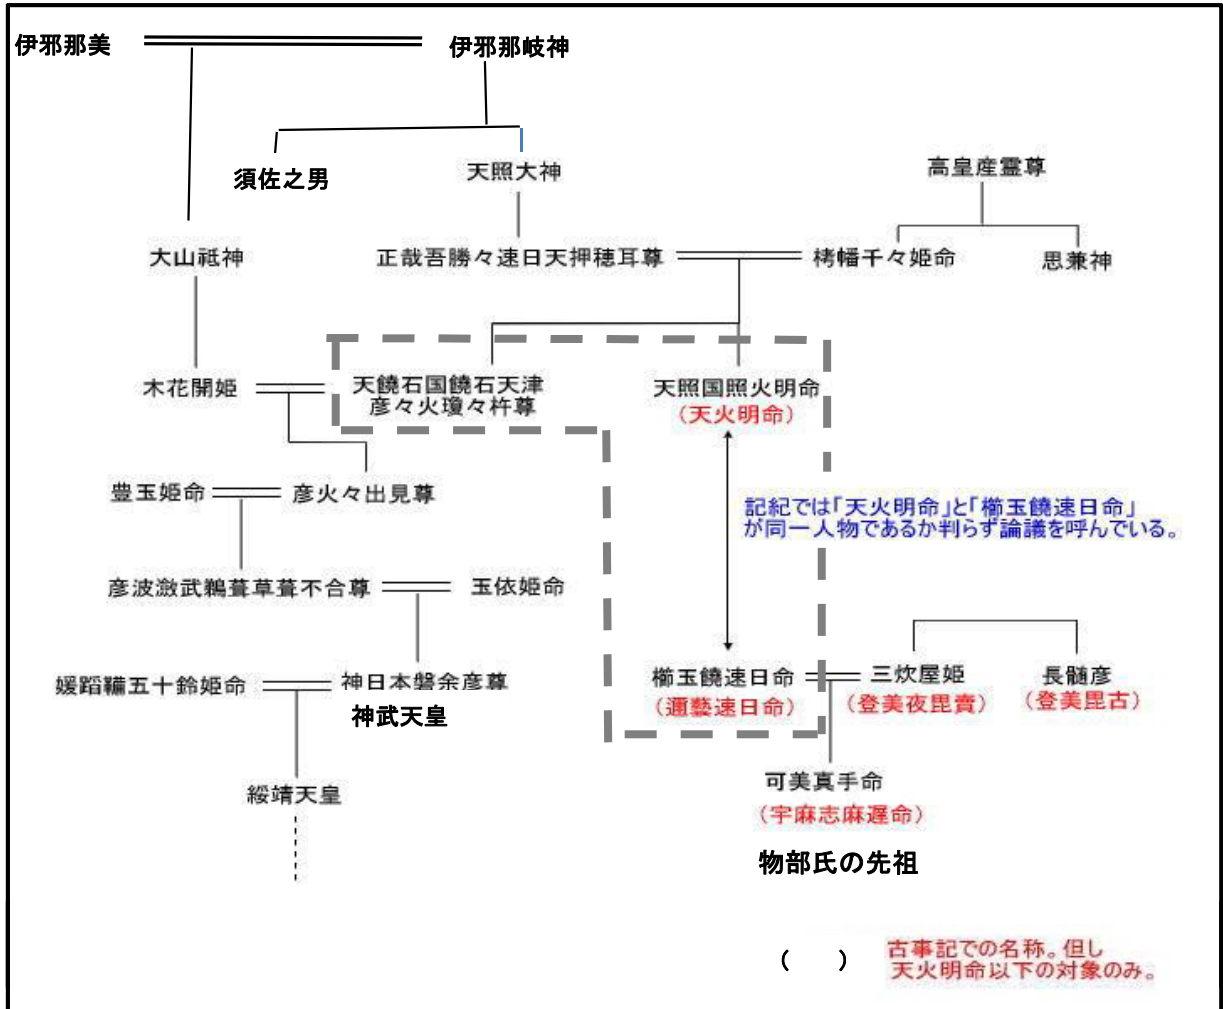 伊邪那美
伊邪那岐神
須佐之男
天照大神
高皇産霊尊
大山祗神
正哉吾勝々速日天押穂耳尊
栲幡千々姫命
思兼神
木花開姫
天饒石国饒石天津
彦々火瓊々杵尊
天照国照火明命
（天火明命）
豊玉姫命
彦火々出見尊
記紀では「天火明命」と「櫛玉饒速日命」
が同一人物であるか判らず論議を呼んでいる。
彦波瀲武鵜葺草葺不合尊
玉依姫命
媛蹈鞴五十鈴姫命
神日本磐余彦尊
神武天皇
櫛玉饒速日命
（邇藝速日命）
三炊屋姫
（登美夜毘賣）
長髄彦
（登美毘古）
綏靖天皇
可美真手命
（宇麻志麻遅命）
物部氏の先祖
（　　）
古事記での名称。但し
天火明命以下の対象のみ。